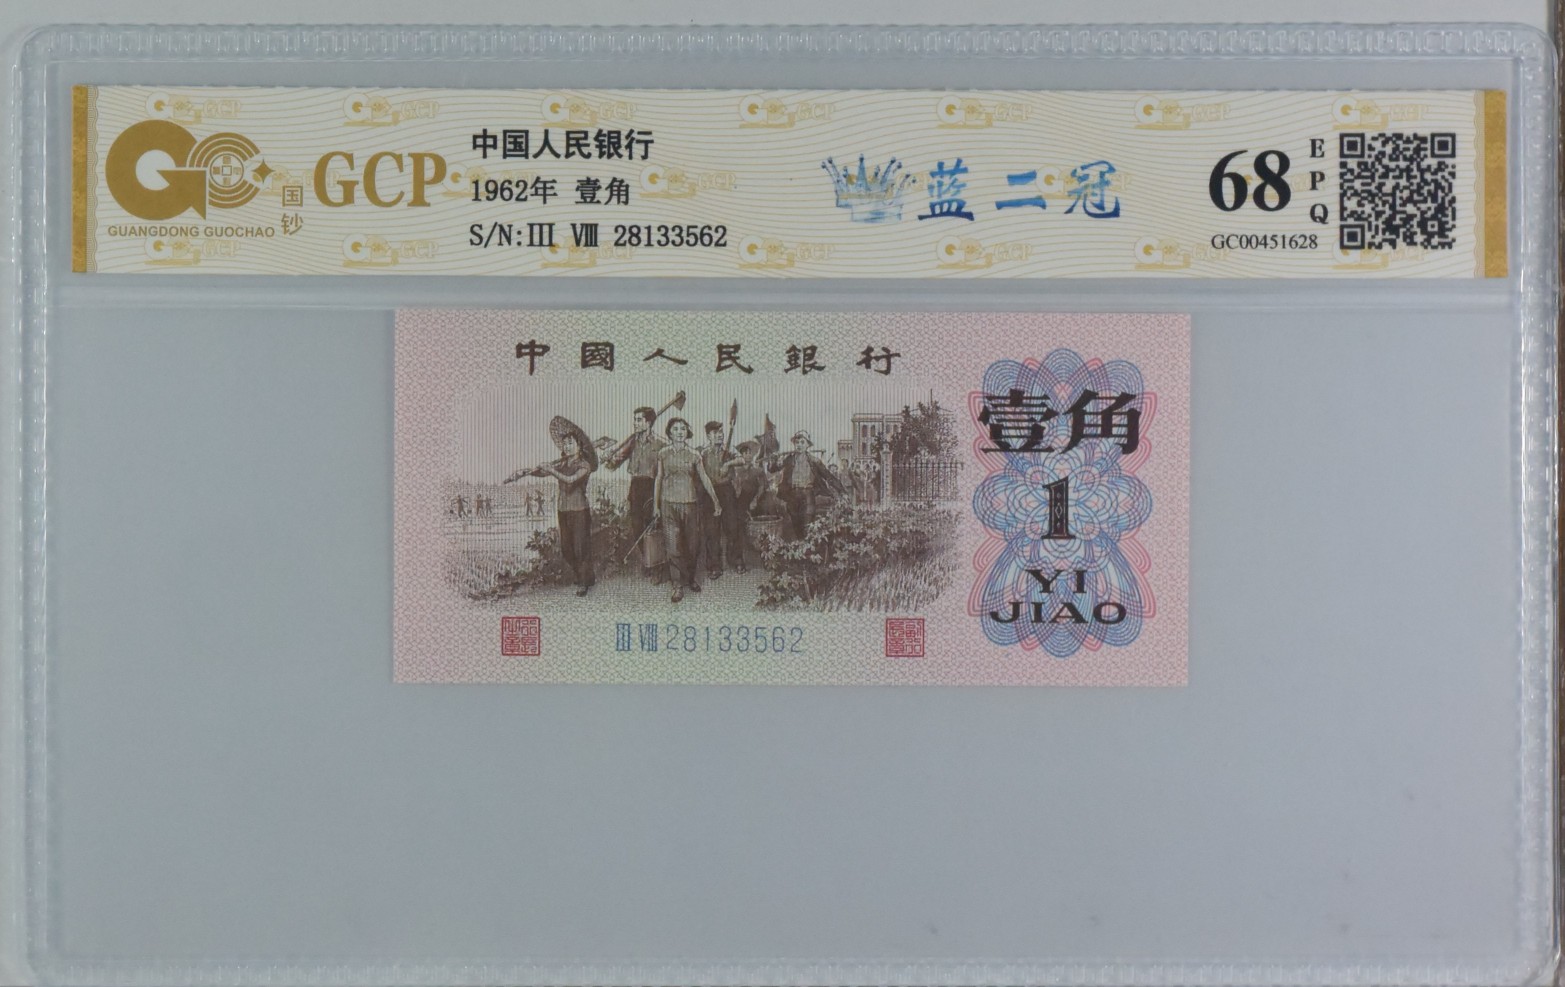 GCP
国钞
GUANGDONG GUOCHAO
中国人民银行
1962年 壹角
S/N:III VIII 28133562
蓝二冠
68
EPQ
GC00451628
中國人民銀行
壹角
1
YI
JIAO
III VIII 28133562